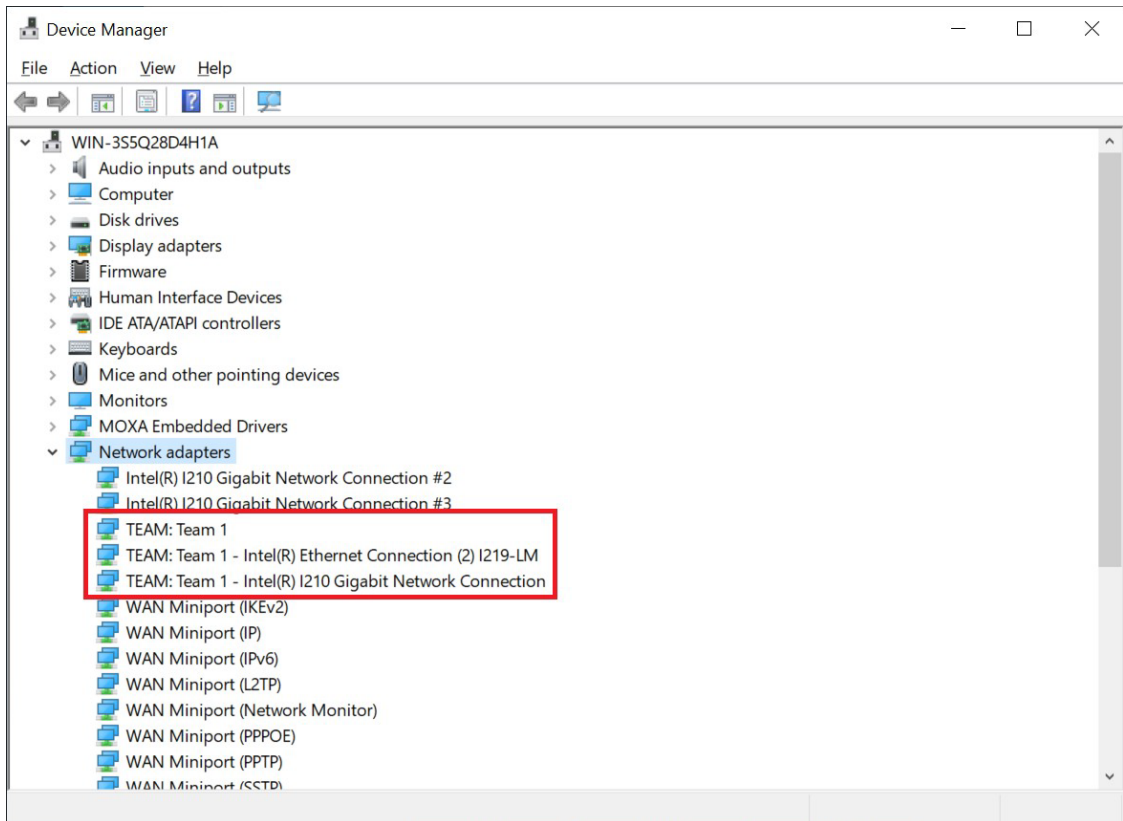 Device Manager
File Action View Help
WIN-3S5Q28D4H1A
Audio inputs and outputs
Computer
Disk drives
Display adapters
Firmware
Human Interface Devices
IDE ATA/ATAPI controllers
Keyboards
Mice and other pointing devices
Monitors
MOXA Embedded Drivers
Network adapters
Intel(R) I210 Gigabit Network Connection #2
Intel(R) I210 Gigabit Network Connection #3
TEAM: Team 1
TEAM: Team 1 - Intel(R) Ethernet Connection (2) I219-LM
TEAM: Team 1 - Intel(R) I210 Gigabit Network Connection
WAN Miniport (IKEv2)
WAN Miniport (IP)
WAN Miniport (IPv6)
WAN Miniport (L2TP)
WAN Miniport (Network Monitor)
WAN Miniport (PPPOE)
WAN Miniport (PPTP)
WAN Miniport (SSTP)